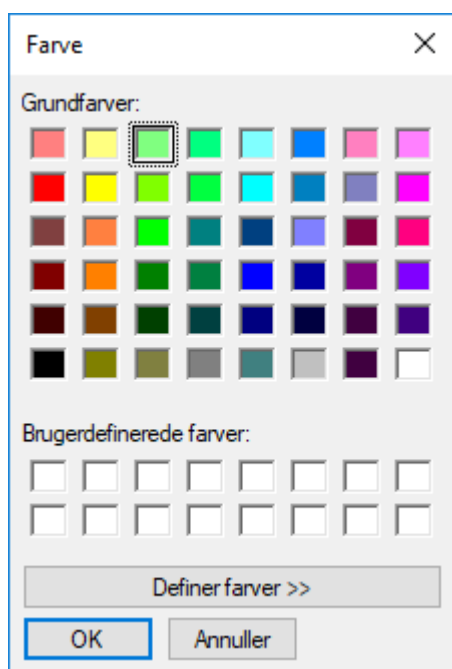 Farve
Grundfarver:
Brugerdefinerede farver:
Definer farver >>
OK
Annuller